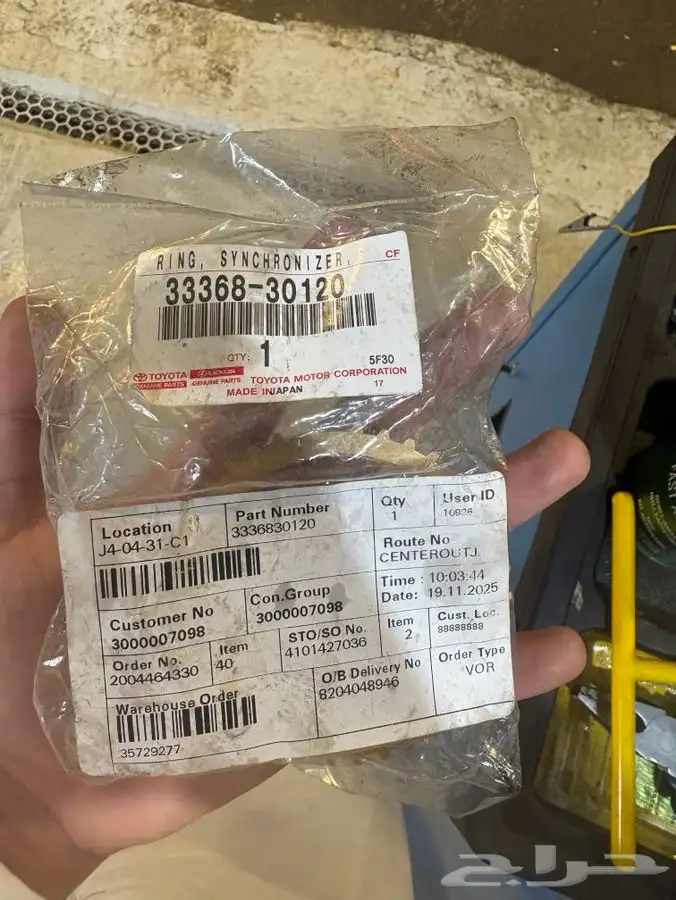 RING, SYNCHRONIZER,
CF
33368-30120
QTY: 1
5F30
TOYOTA LEXUS
GENUINE PARTS GENUINE PARTS
TOYOTA MOTOR CORPORATION
17
MADE IN JAPAN
Location
J4-04-31-C1
Part Number
3336830120
Qty
1
User ID
Route No
CENTEROUTJ
Time : 10:03:44
Date: 19.11.2025
Customer No
3000007098
Con.Group
3000007098
Order No.
2004464330
Item
40
STO/SO No.
4101427036
Item
2
Cust. Loc.
88888888
Warehouse Order
35729277
O/B Delivery No
8204048946
Order Type
VOR
حراج